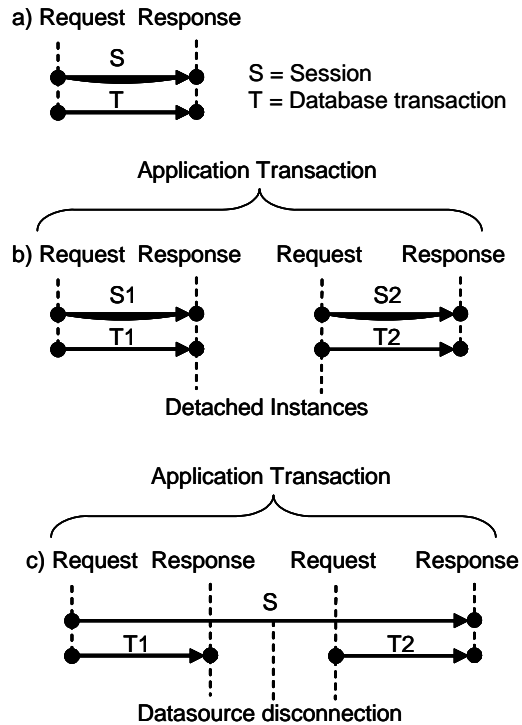 a) Request Response
S
T
S = Session
T = Database transaction
Application Transaction
b) Request Response Request Response
S1 S2
T1 T2
Detached Instances
Application Transaction
c) Request Response Request Response
S
T1 T2
Datasource disconnection